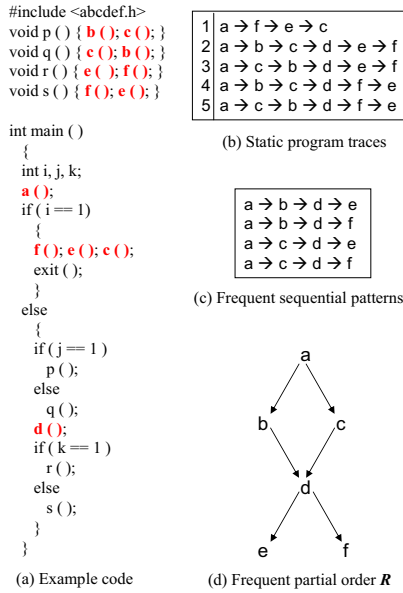 #include <abcdef.h>
void p ( ) { b ( ); c ( ); }
void q ( ) { c ( ); b ( ); }
void r ( ) { e ( ); f ( ); }
void s ( ) { f ( ); e ( ); }
int main ( )
{
int i, j, k;
a ( );
if ( i == 1)
{
f ( ); e ( ); c ( );
exit ( );
}
else
{
if ( j == 1 )
p ( );
else
q ( );
d ( );
if ( k == 1 )
r ( );
else
s ( );
}
}
(a) Example code
1 a → f → e → c
2 a → b → c → d → e → f
3 a → c → b → d → e → f
4 a → b → c → d → f → e
5 a → c → b → d → f → e
(b) Static program traces
a → b → d → e
a → b → d → f
a → c → d → e
a → c → d → f
(c) Frequent sequential patterns
a
b c
d
e f
(d) Frequent partial order R